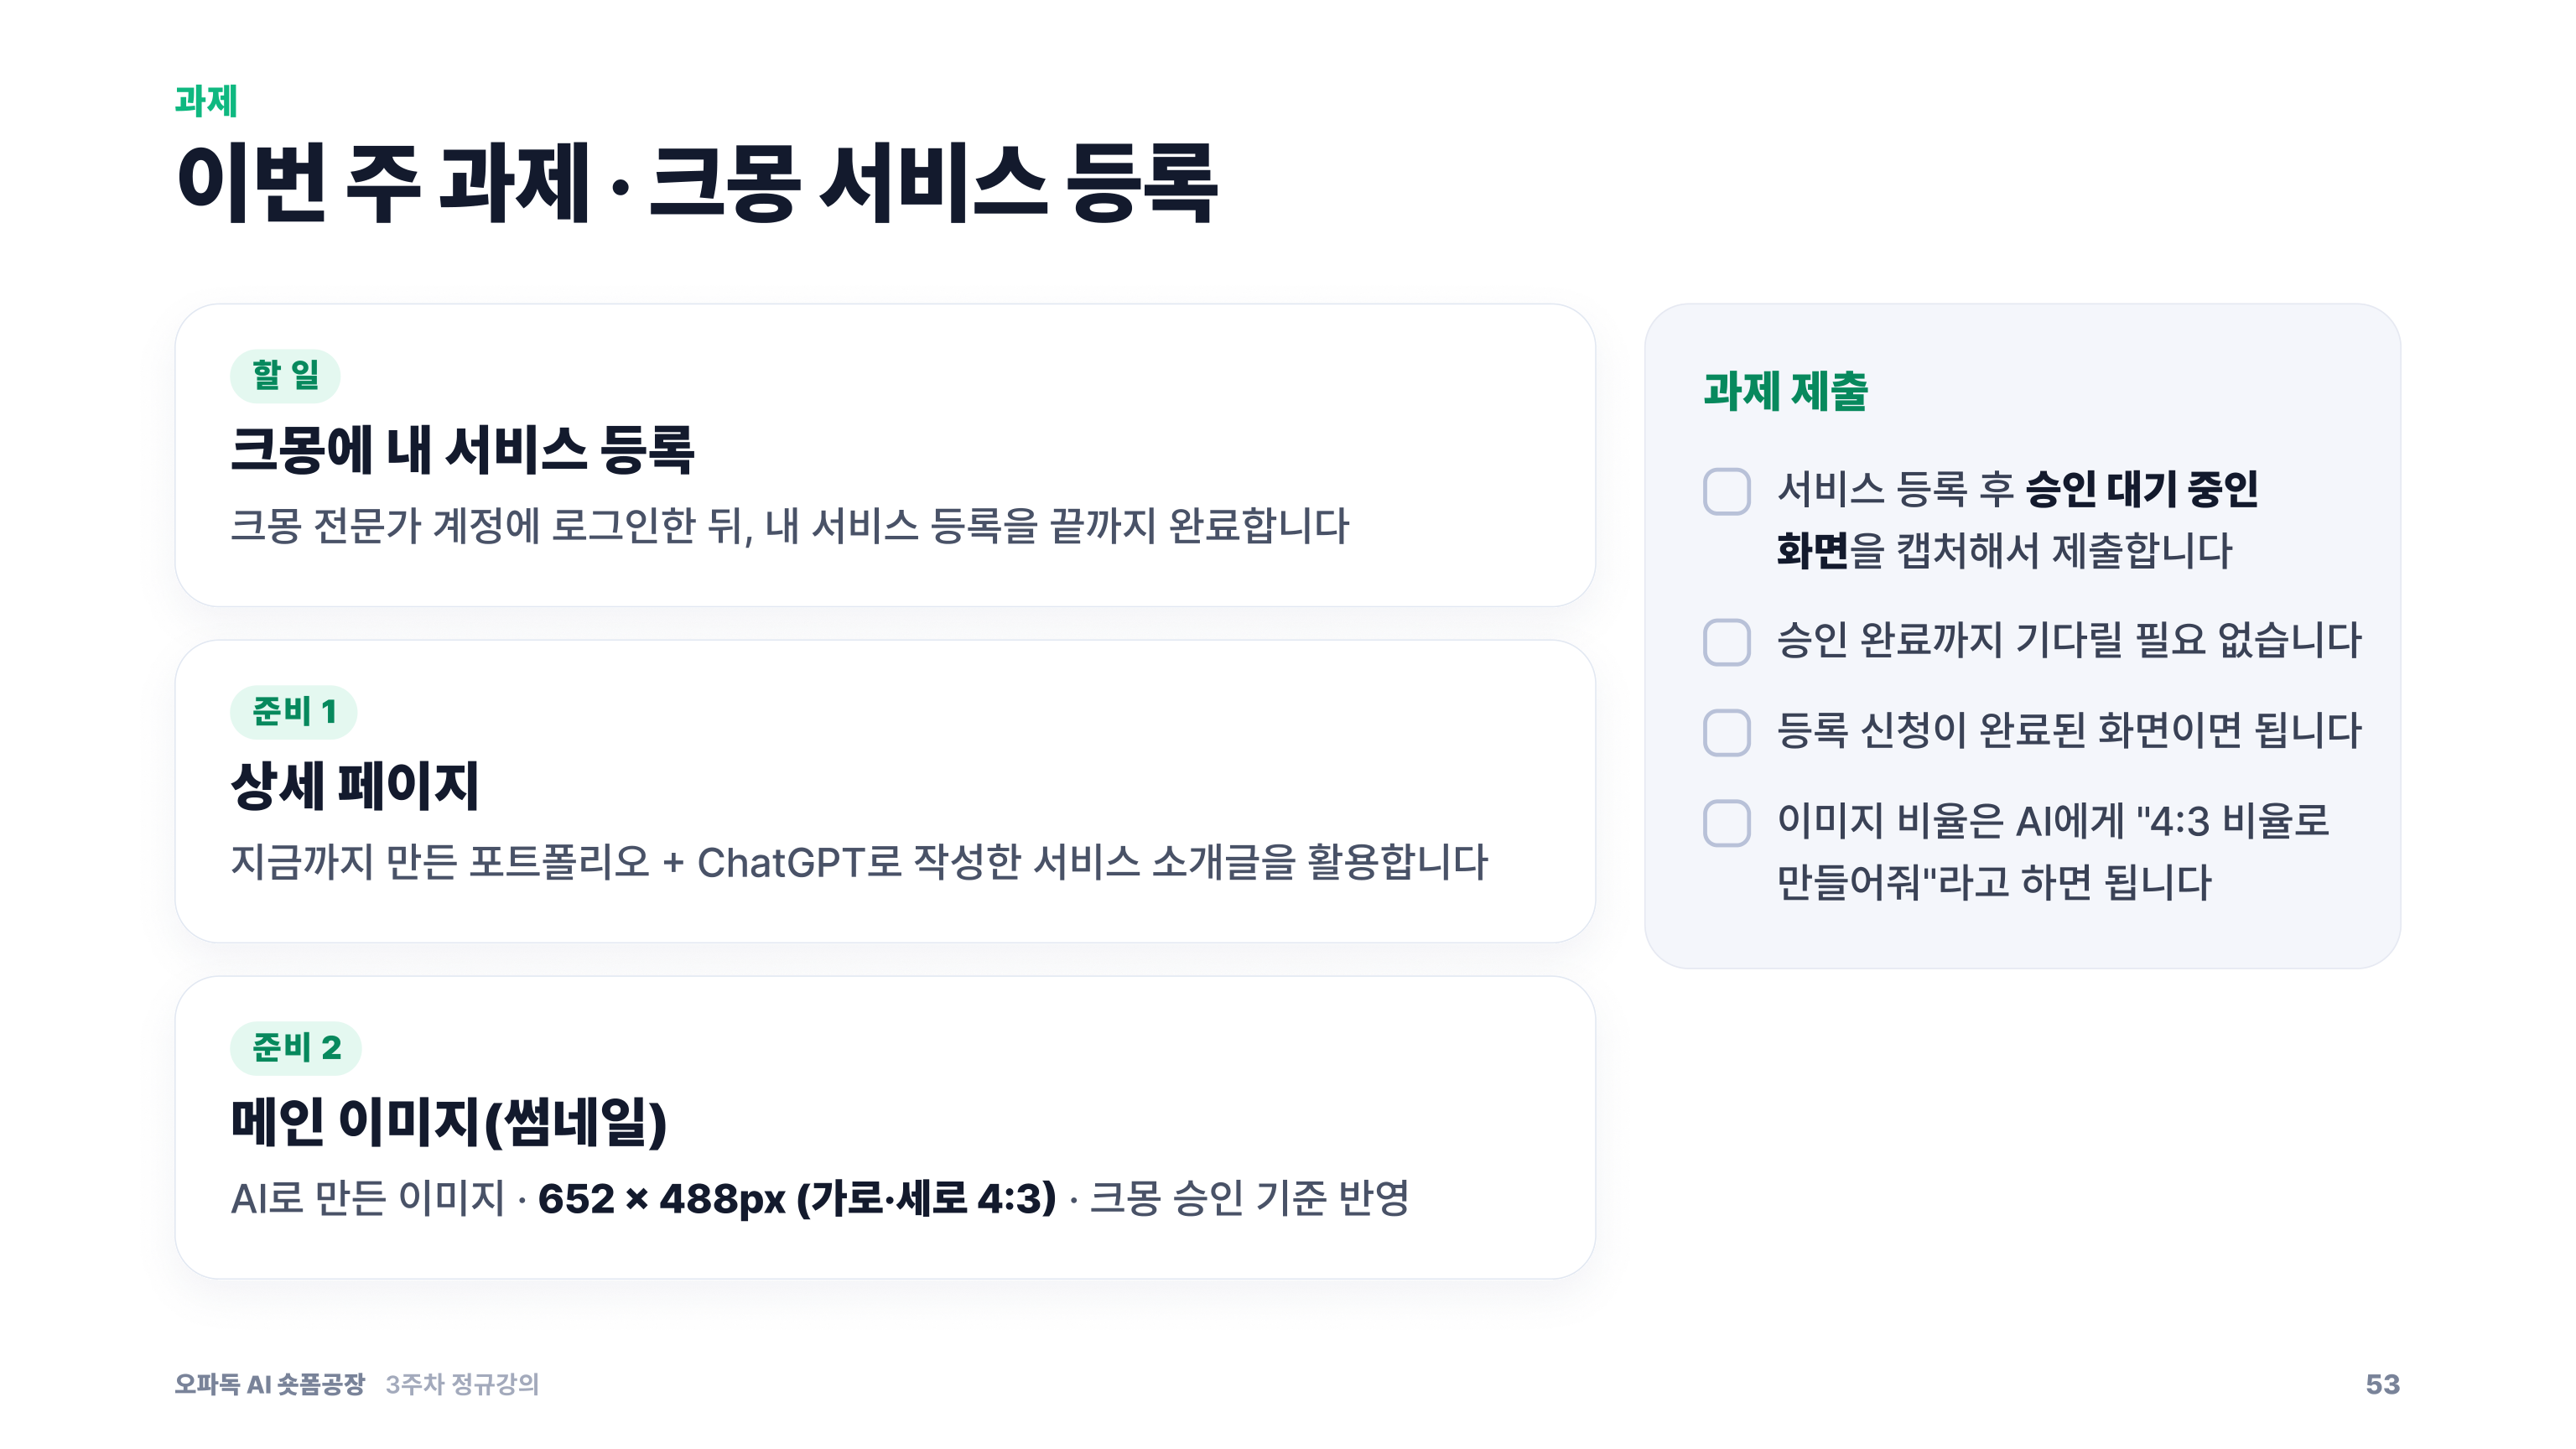 과제
이번 주 과제 · 크몽 서비스 등록
할 일
크몽에 내 서비스 등록
크몽 전문가 계정에 로그인한 뒤, 내 서비스 등록을 끝까지 완료합니다
준비 1
상세 페이지
지금까지 만든 포트폴리오 + ChatGPT로 작성한 서비스 소개글을 활용합니다
준비 2
메인 이미지(썸네일)
AI로 만든 이미지 · 652 × 488px (가로·세로 4:3) · 크몽 승인 기준 반영
과제 제출
서비스 등록 후 승인 대기 중인
화면을 캡처해서 제출합니다
승인 완료까지 기다릴 필요 없습니다
등록 신청이 완료된 화면이면 됩니다
이미지 비율은 AI에게 "4:3 비율로
만들어줘"라고 하면 됩니다
오파독 AI 숏폼공장 3주차 정규강의
53